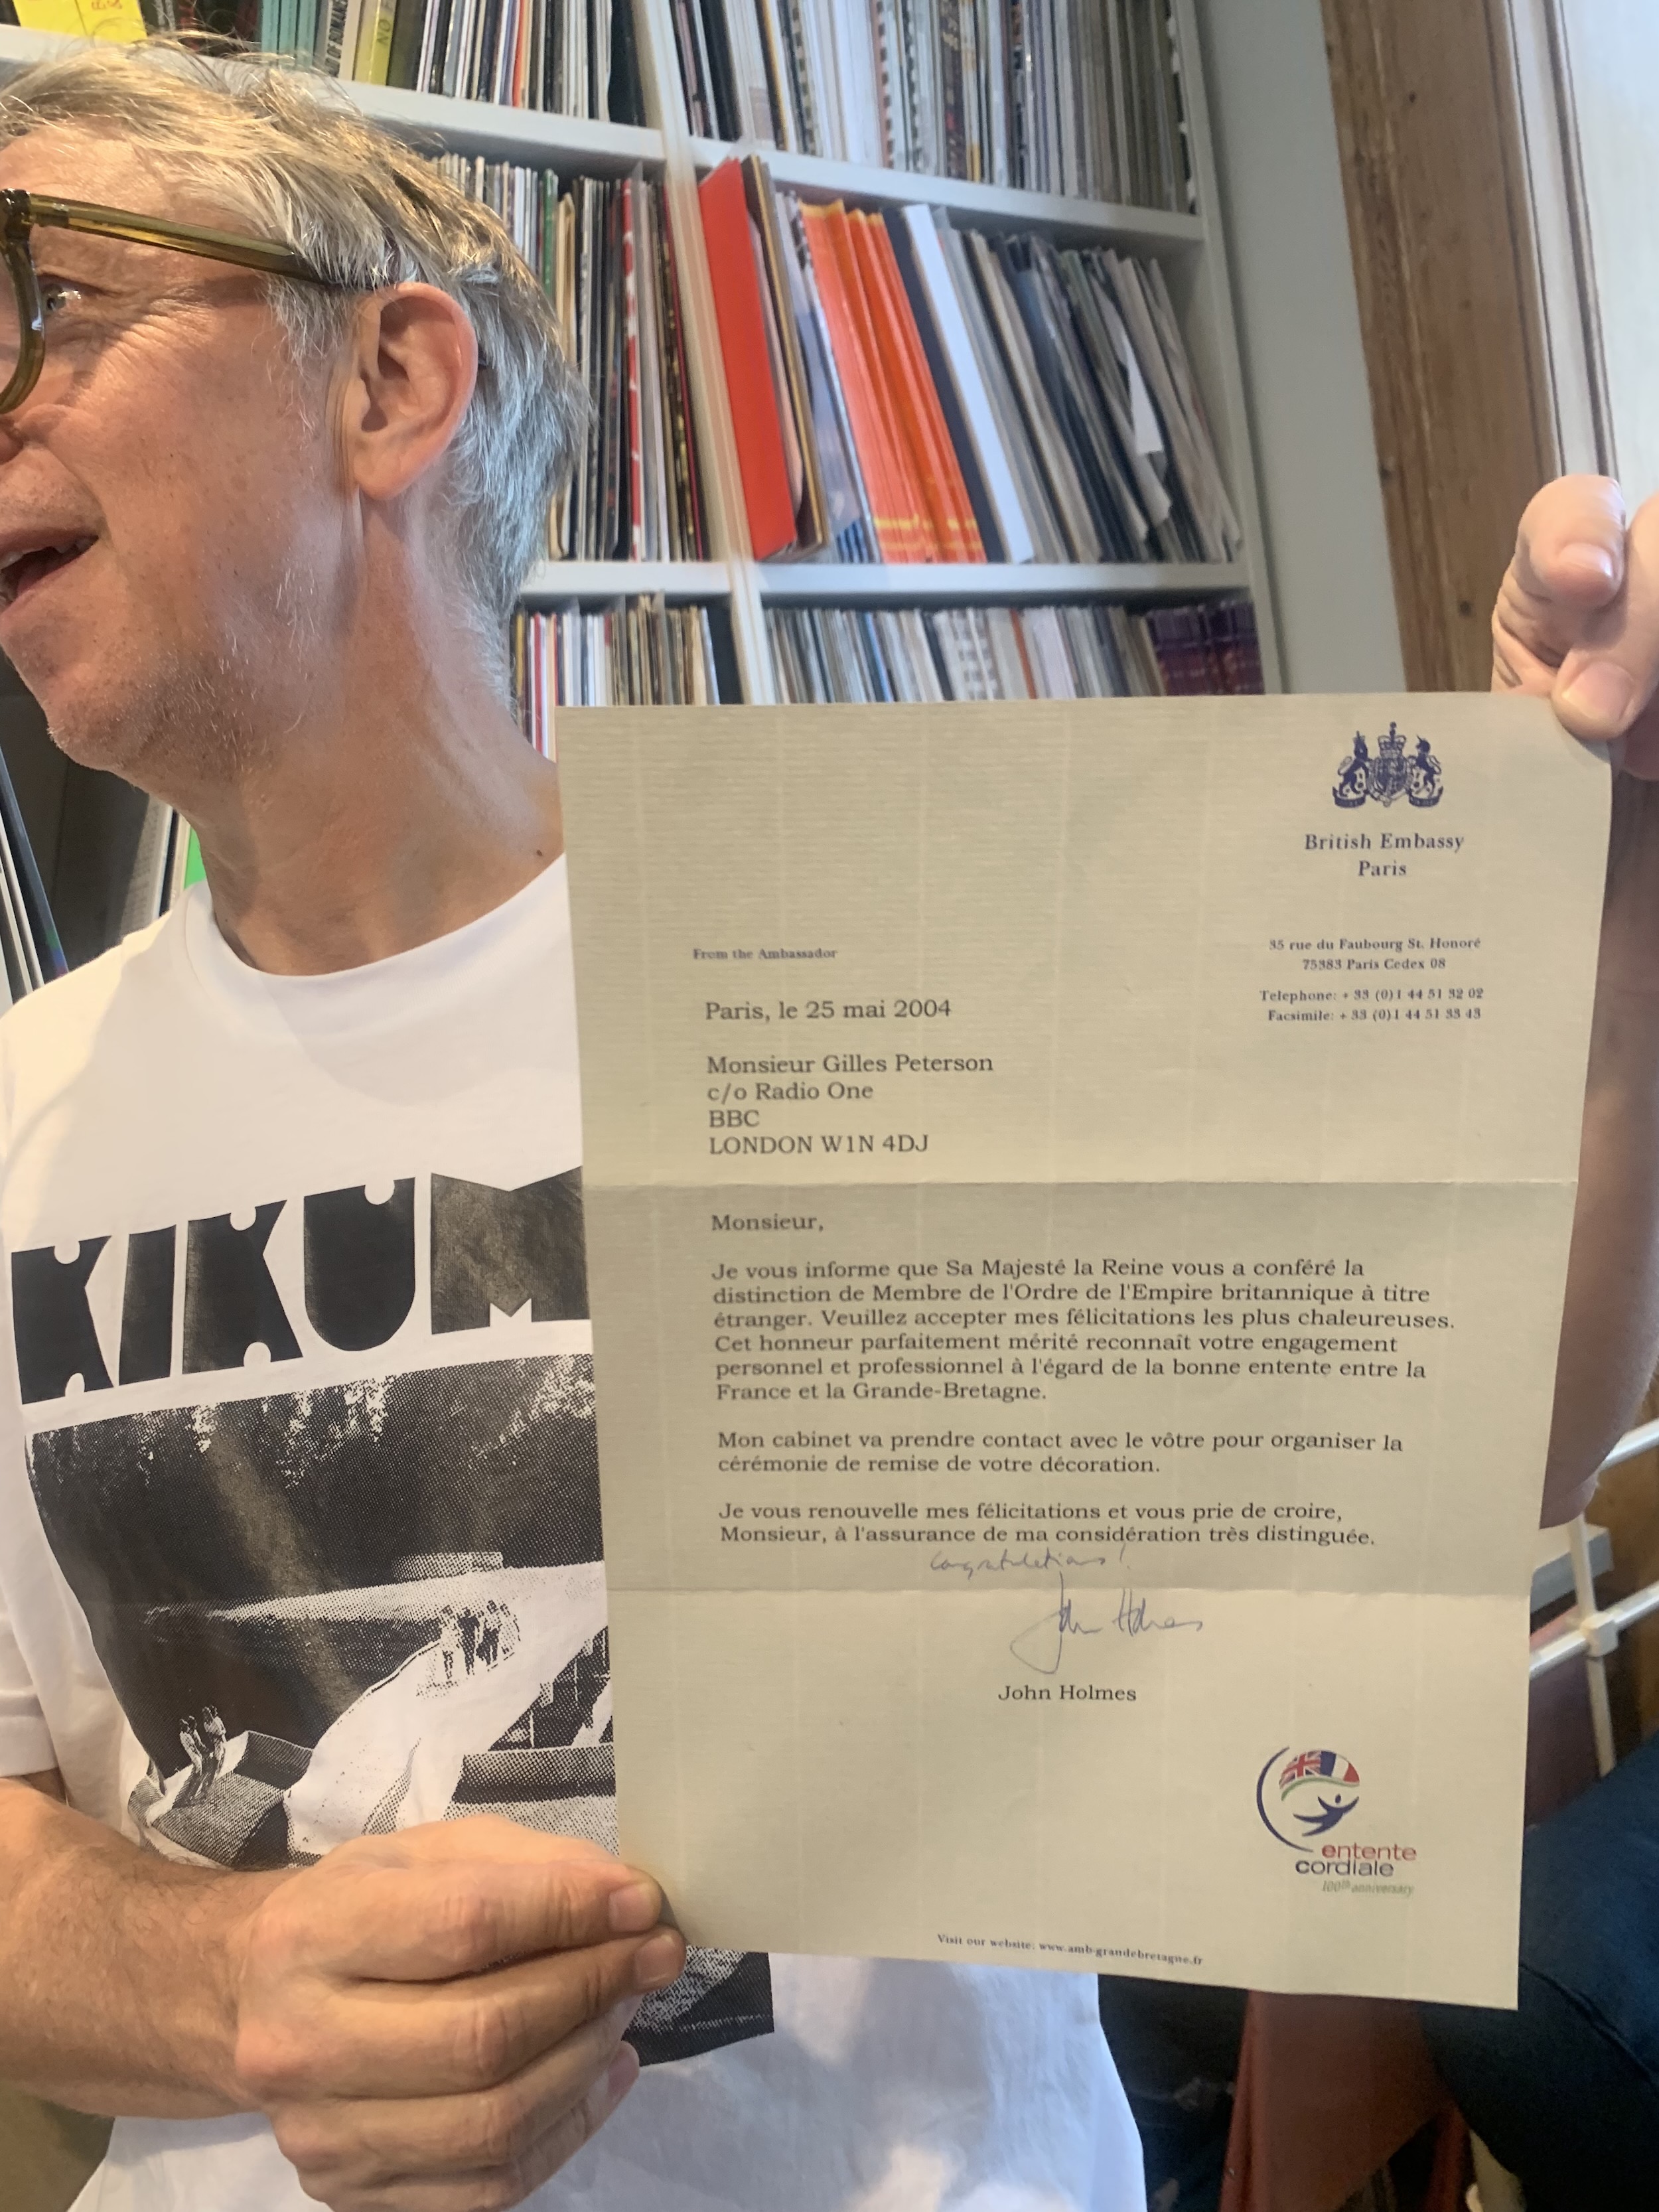 KIKUM
British Embassy
Paris
35 rue du Faubourg St. Honoré
75383 Paris Cedex 08
Telephone: + 33 (0)1 44 51 32 02
Facsimile: + 33 (0)1 44 51 33 43
From the Ambassador
Paris, le 25 mai 2004
Monsieur Gilles Peterson
c/o Radio One
BBC
LONDON W1N 4DJ
Monsieur,
Je vous informe que Sa Majesté la Reine vous a conféré la
distinction de Membre de l'Ordre de l'Empire britannique à titre
étranger. Veuillez accepter mes félicitations les plus chaleureuses.
Cet honneur parfaitement mérité reconnaît votre engagement
personnel et professionnel à l'égard de la bonne entente entre la
France et la Grande-Bretagne.
Mon cabinet va prendre contact avec le vôtre pour organiser la
cérémonie de remise de votre décoration.
Je vous renouvelle mes félicitations et vous prie de croire,
Monsieur, à l'assurance de ma considération très distinguée.
Congratulations!
John Holmes
John Holmes
entente
cordiale
100th anniversary
Visit our website: www.amb-grandebretagne.fr